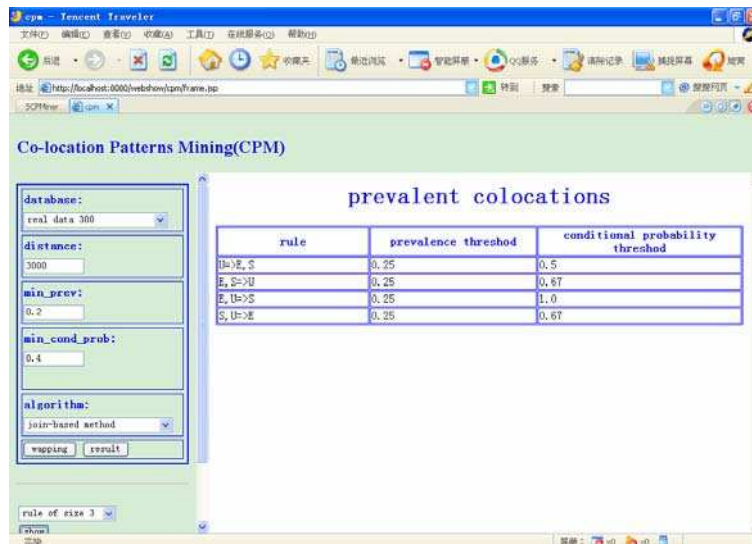 cpm - Tencent Traveler
文件(F) 编辑(E) 查看(V) 收藏(A) 工具(T) 在线服务(Q) 帮助(H)
后退 收藏夹 最近浏览 智能屏蔽 QQ服务 清除记录 捕捉屏幕
地址 http://localhost:8080/webshow/cpm/frame.jsp 转到 搜索
SCPMiner cpm
Co-location Patterns Mining(CPM)
database:
real data 300
distance:
3000
min_prev:
0.2
min_cond_prob:
0.4
algorithm:
join-based method
wapping result
rule of size 3
show
prevalent colocations
rule prevalence threshod conditional probability threshod
U=>E, S 0.25 0.5
E, S=>U 0.25 0.67
E, U=>S 0.25 1.0
S, U=>E 0.25 0.67
完毕